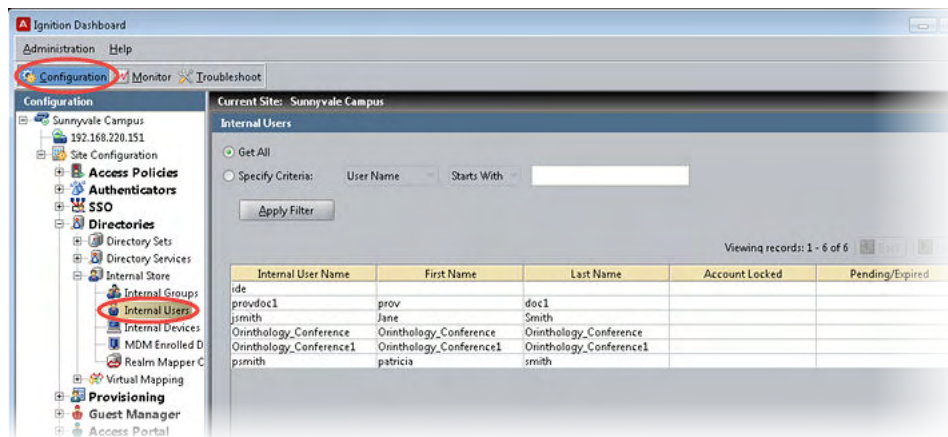 Ignition Dashboard
Administration Help
Configuration Monitor Troubleshoot
Configuration
Sunnyvale Campus
192.168.220.151
Site Configuration
Access Policies
Authenticators
SSO
Directories
Directory Sets
Directory Services
Internal Store
Internal Groups
Internal Users
Internal Devices
MDM Enrolled D
Realm Mapper C
Virtual Mapping
Provisioning
Guest Manager
Access Portal
Current Site: Sunnyvale Campus
Internal Users
Get All
Specify Criteria: User Name Starts With
Apply Filter
Viewing records: 1 - 6 of 6
Internal User Name First Name Last Name Account Locked Pending/Expired
ide
provdoc1 prov doc1
jsmith Jane Smith
Orinthology_Conference Orinthology_Conference Orinthology_Conference
Orinthology_Conference1 Orinthology_Conference1 Orinthology_Conference1
psmith patricia smith